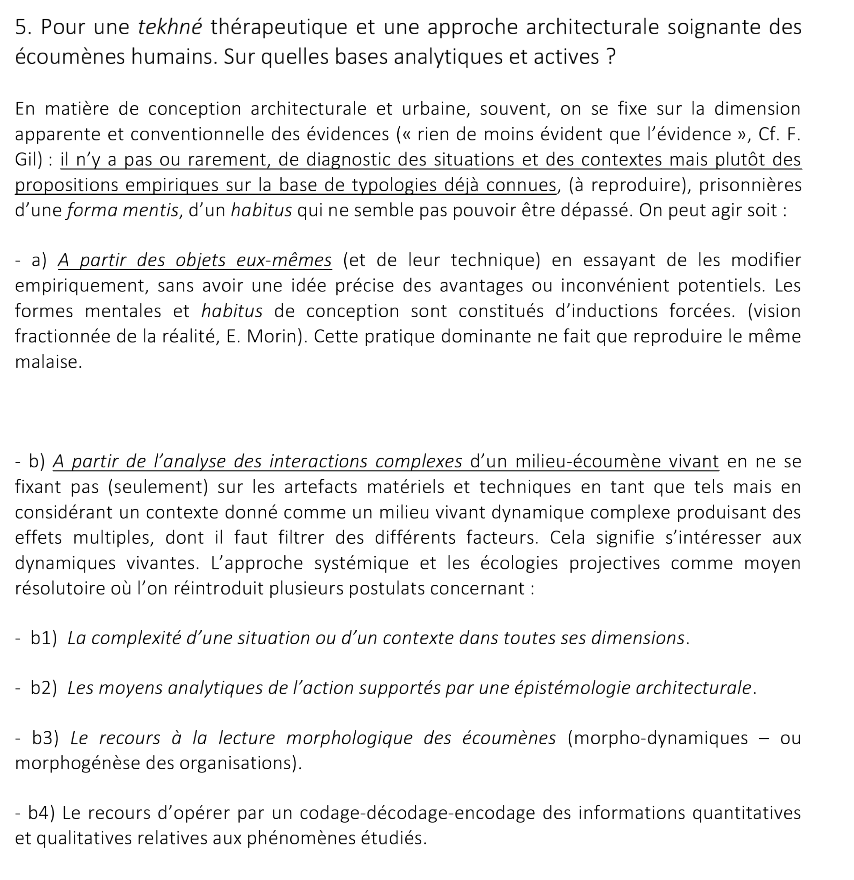 5. Pour une tekhné thérapeutique et une approche architecturale soignante des
écoumènes humains. Sur quelles bases analytiques et actives ?
En matière de conception architecturale et urbaine, souvent, on se fixe sur la dimension
apparente et conventionnelle des évidences (« rien de moins évident que l’évidence », Cf. F.
Gil) : il n’y a pas ou rarement, de diagnostic des situations et des contextes mais plutôt des
propositions empiriques sur la base de typologies déjà connues, (à reproduire), prisonnières
d’une forma mentis, d’un habitus qui ne semble pas pouvoir être dépassé. On peut agir soit :
- a) A partir des objets eux-mêmes (et de leur technique) en essayant de les modifier
empiriquement, sans avoir une idée précise des avantages ou inconvénient potentiels. Les
formes mentales et habitus de conception sont constitués d’inductions forcées. (vision
fractionnée de la réalité, E. Morin). Cette pratique dominante ne fait que reproduire le même
malaise.
- b) A partir de l’analyse des interactions complexes d’un milieu-écoumène vivant en ne se
fixant pas (seulement) sur les artefacts matériels et techniques en tant que tels mais en
considérant un contexte donné comme un milieu vivant dynamique complexe produisant des
effets multiples, dont il faut filtrer des différents facteurs. Cela signifie s’intéresser aux
dynamiques vivantes. L’approche systémique et les écologies projectives comme moyen
résolutoire où l’on réintroduit plusieurs postulats concernant :
- b1) La complexité d’une situation ou d’un contexte dans toutes ses dimensions.
- b2) Les moyens analytiques de l’action supportés par une épistémologie architecturale.
- b3) Le recours à la lecture morphologique des écoumènes (morpho-dynamiques – ou
morphogénèse des organisations).
- b4) Le recours d’opérer par un codage-décodage-encodage des informations quantitatives
et qualitatives relatives aux phénomènes étudiés.